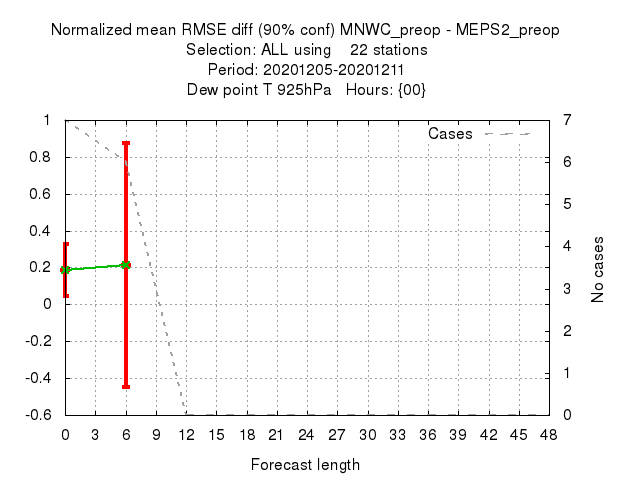 Normalized mean RMSE diff (90% conf) MNWC_preop - MEPS2_preop
Selection: ALL using 22 stations
Period: 20201205-20201211
Dew point T 925hPa Hours: {00}
Cases
1
0.8
0.6
0.4
0.2
0
-0.2
-0.4
-0.6
7
6
5
4
3
2
1
0
No cases
0 3 6 9 12 15 18 21 24 27 30 33 36 39 42 45 48
Forecast length